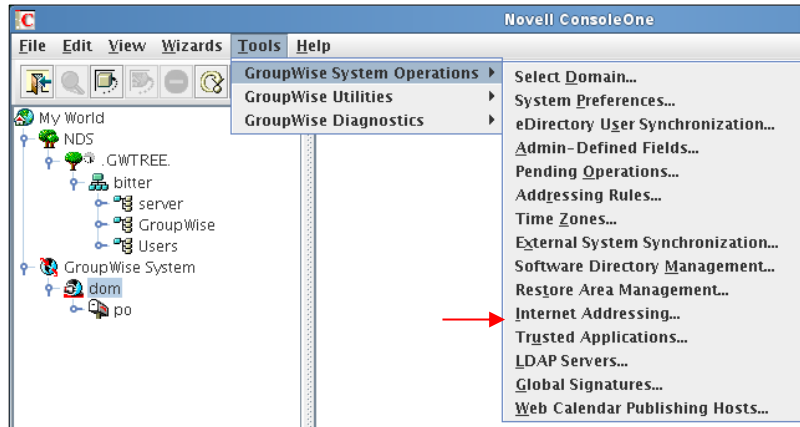 Novell ConsoleOne
File Edit View Wizards Tools Help
GroupWise System Operations
GroupWise Utilities
GroupWise Diagnostics
Select Domain...
System Preferences...
eDirectory User Synchronization...
Admin-Defined Fields...
Pending Operations...
Addressing Rules...
Time Zones...
External System Synchronization...
Software Directory Management...
Restore Area Management...
Internet Addressing...
Trusted Applications...
LDAP Servers...
Global Signatures...
Web Calendar Publishing Hosts...
My World
NDS
.GWTREE.
bitter
server
GroupWise
Users
GroupWise System
dom
po